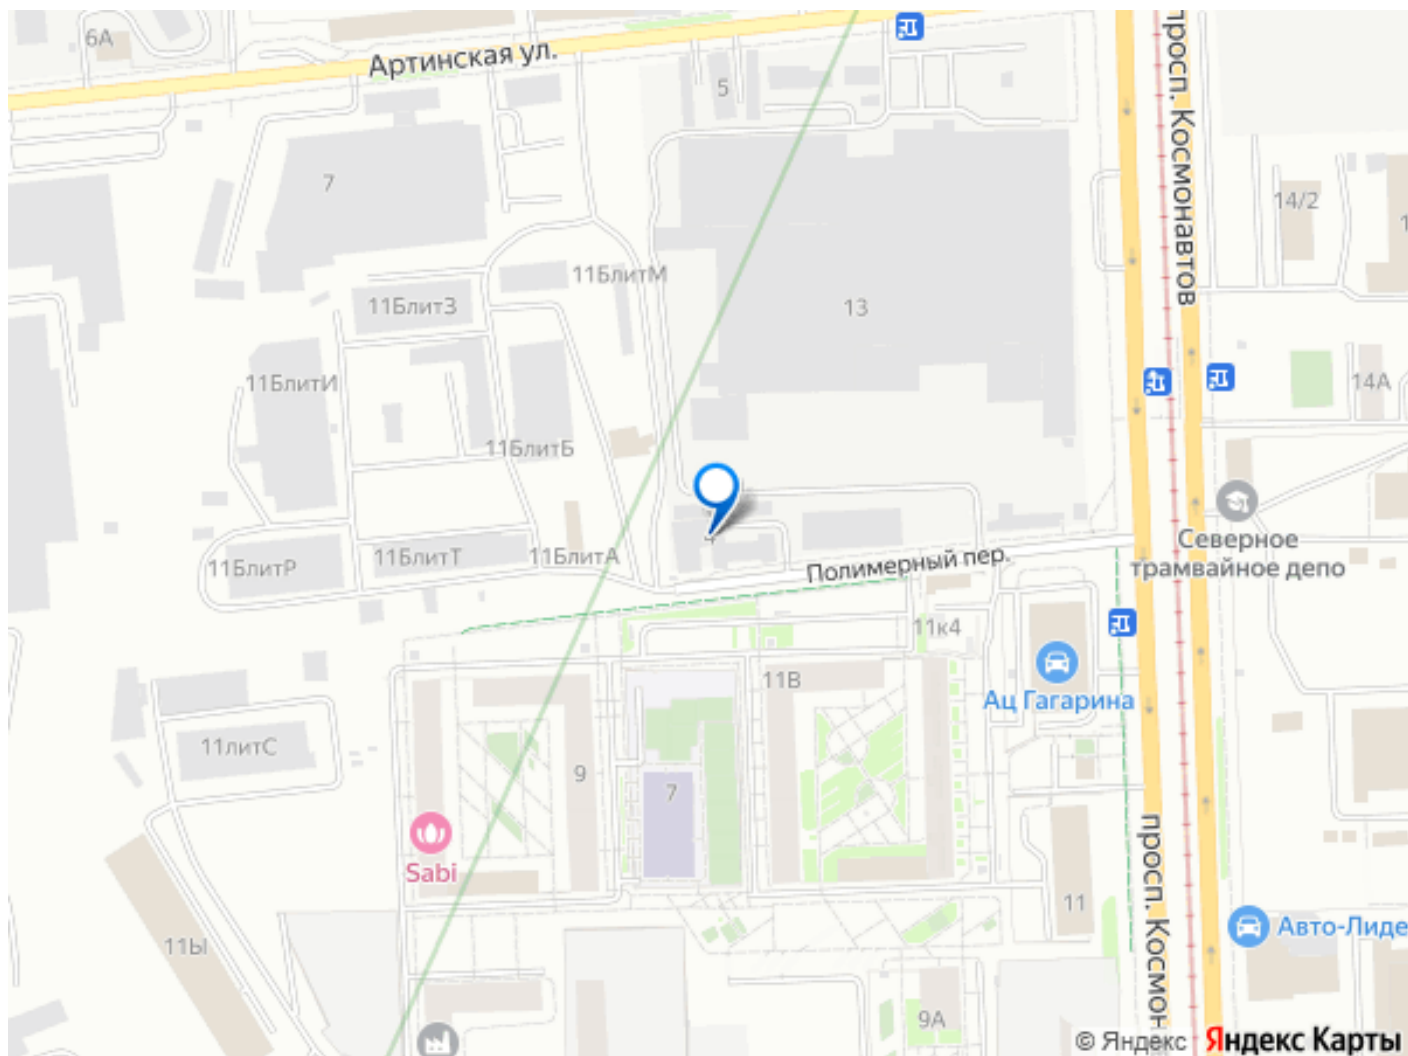 6А
Артинская ул.
5
просп. Космонавтов
7
14/2
11БлитМ
11БлитЗ
13
11БлитИ
14А
11БлитБ
Северное
трамвайное депо
11БлитА
11БлитТ
11БлитР
Полимерный пер.
11к4
11В
Ац Гагарина
11литС
9
7
Sabi
просп. Космон
11
Авто-Лиде
11Ы
9А
© Яндекс Яндекс Карты